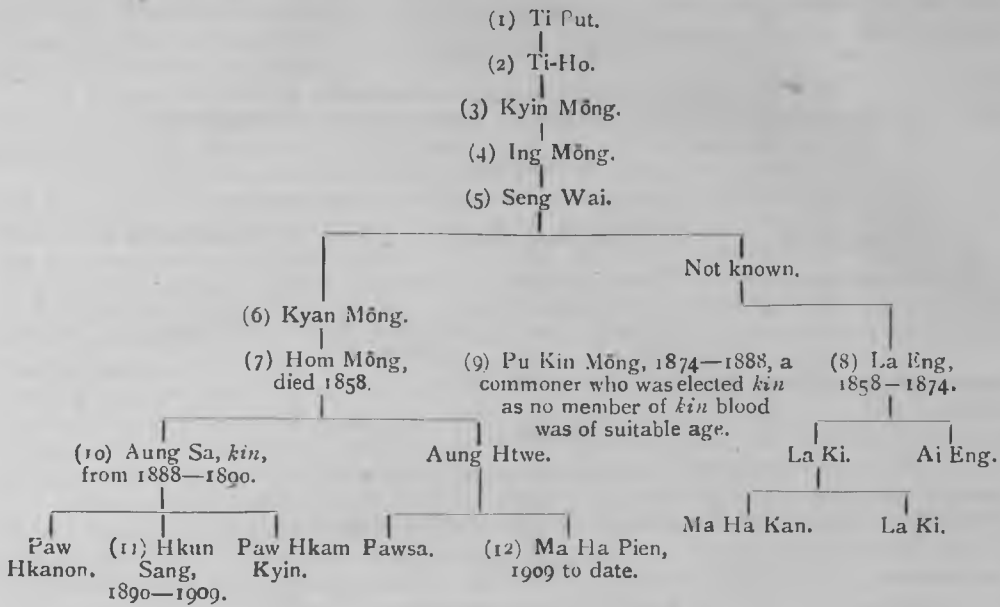 (1) Ti Put.
(2) Ti-Ho.
(3) Kyin Mōng.
(4) Ing Mōng.
(5) Seng Wai.
Not known.
(6) Kyan Mōng.
(7) Hom Mōng,
died 1858.
(9) Pu Kin Mōng, 1874—1888, a
commoner who was elected kin
as no member of kin blood
was of suitable age.
(8) La Eng,
1858—1874.
(10) Aung Sa, kin,
from 1888—1890.
Aung Htwe.
La Ki.
Ai Eng.
Paw
Hkanon.
(11) Hkun
Sang,
1890—1909.
Paw Hkam
Kyin.
Pawsa.
(12) Ma Ha Pien,
1909 to date.
Ma Ha Kan.
La Ki.